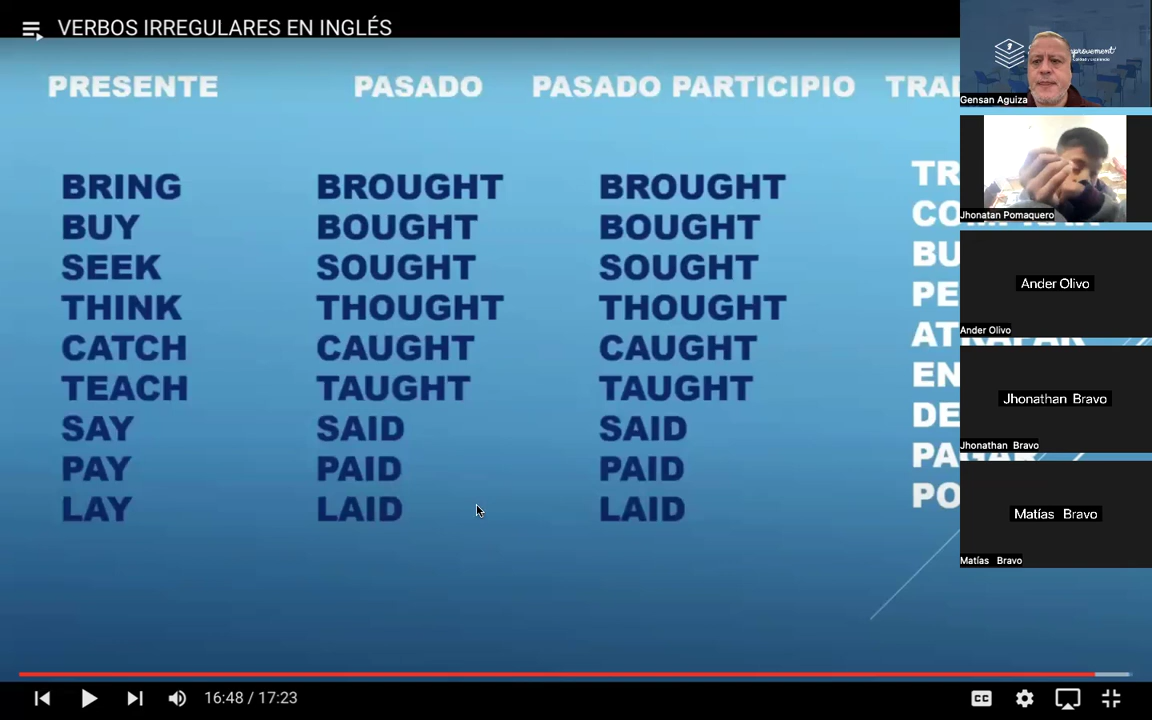 VERBOS IRREGULARES EN INGLÉS
PRESENTE PASADO PASADO PARTICIPIO
BRING BROUGHT BROUGHT
BUY BOUGHT BOUGHT
SEEK SOUGHT SOUGHT
THINK THOUGHT THOUGHT
CATCH CAUGHT CAUGHT
TEACH TAUGHT TAUGHT
SAY SAID SAID
PAY PAID PAID PAGAR
LAY LAID LAID
16:48 / 17:23
CC
Gensan Aguiza
Jhonatan Pomaquero
Ander Olivo
Ander Olivo
Jhonathan Bravo
Jhonathan Bravo
Matías Bravo
Matías Bravo